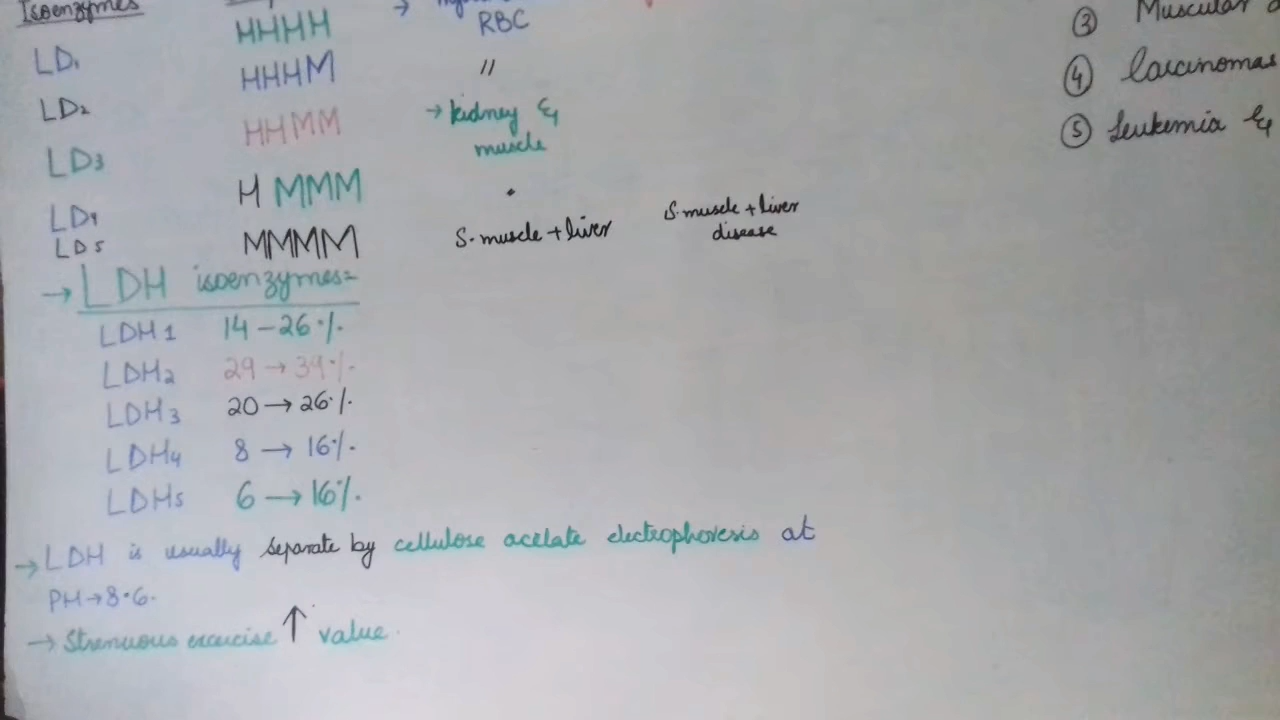 Isoenzymes
③ Muscular
LD1 HHHH RBC
LD2 HHHM "
④ Carcinomas
LD3 HHMM → kidney &
muscle
⑤ Leukemia &
LD4 H MMM "
LD5 MMMM S. muscle + liver S. muscle + liver
disease
→ LDH isoenzymes=
LDH1 14 – 26%
LDH2 29 → 39%
LDH3 20 → 26%
LDH4 8 → 16%
LDH5 6 → 16%
→ LDH is usually separate by cellulose acelate electrophoresis at
PH → 8.6.
→ Strenuous excercise ↑ value.